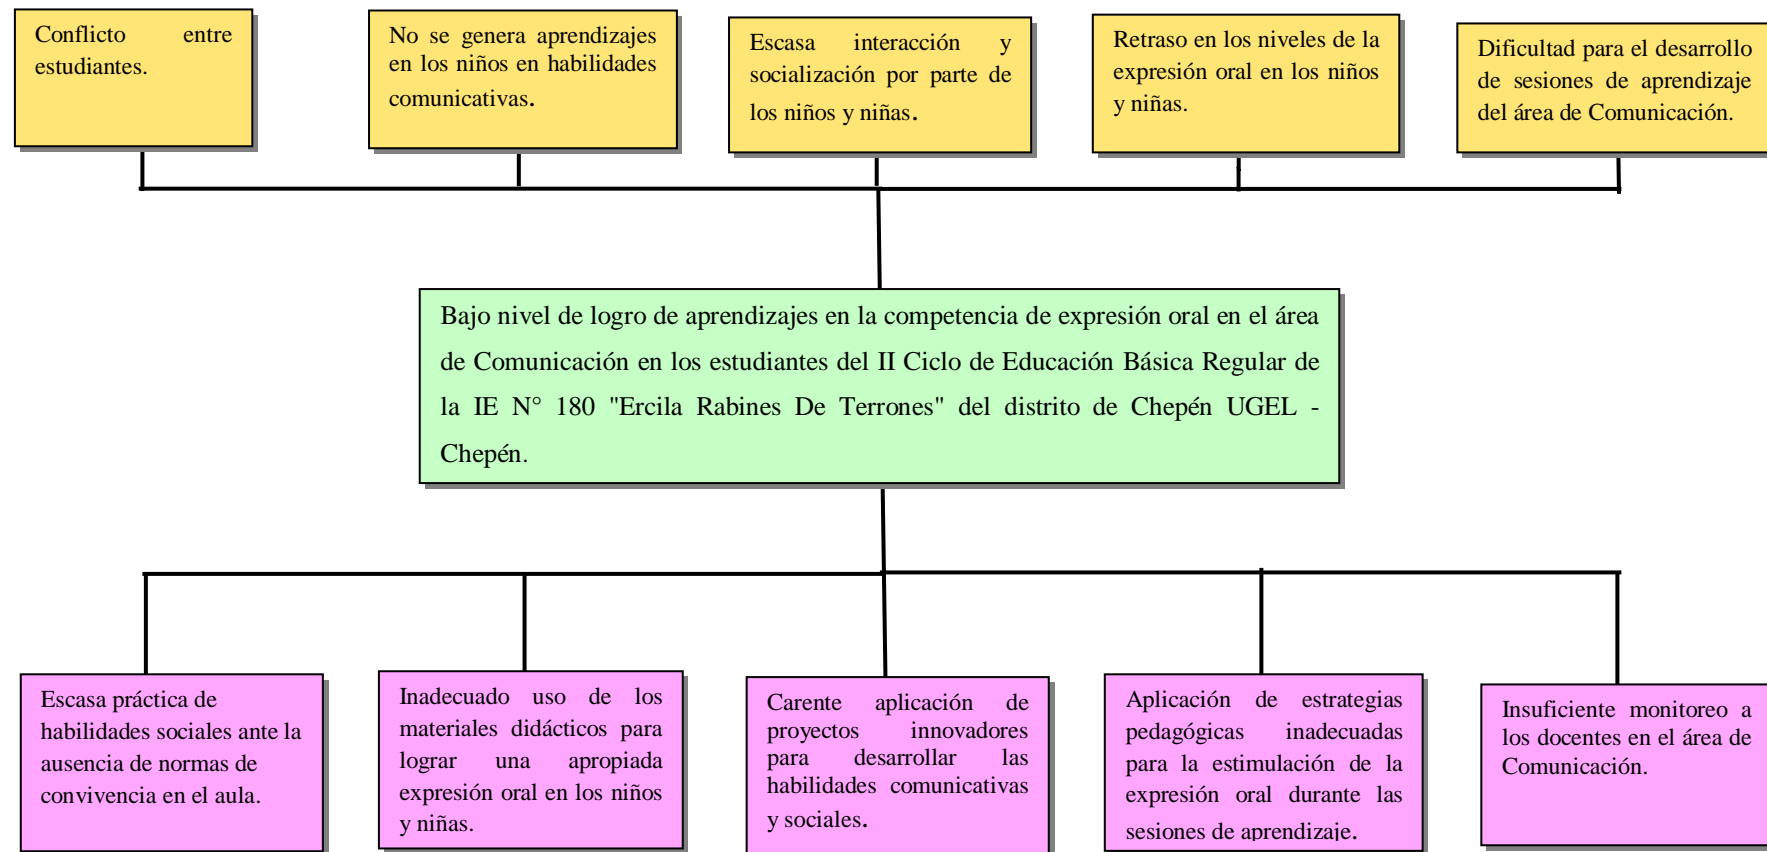 Conflicto entre
estudiantes.
No se genera aprendizajes
en los niños en habilidades
comunicativas.
Escasa interacción y
socialización por parte de
los niños y niñas.
Retraso en los niveles de la
expresión oral en los niños
y niñas.
Dificultad para el desarrollo
de sesiones de aprendizaje
del área de Comunicación.
Bajo nivel de logro de aprendizajes en la competencia de expresión oral en el área
de Comunicación en los estudiantes del II Ciclo de Educación Básica Regular de
la IE N° 180 "Ercila Rabines De Terrones" del distrito de Chepén UGEL -
Chepén.
Escasa práctica de
habilidades sociales ante la
ausencia de normas de
convivencia en el aula.
Inadecuado uso de los
materiales didácticos para
lograr una apropiada
expresión oral en los niños
y niñas.
Carente aplicación de
proyectos innovadores
para desarrollar las
habilidades comunicativas
y sociales.
Aplicación de estrategias
pedagógicas inadecuadas
para la estimulación de la
expresión oral durante las
sesiones de aprendizaje.
Insuficiente monitoreo a
los docentes en el área de
Comunicación.